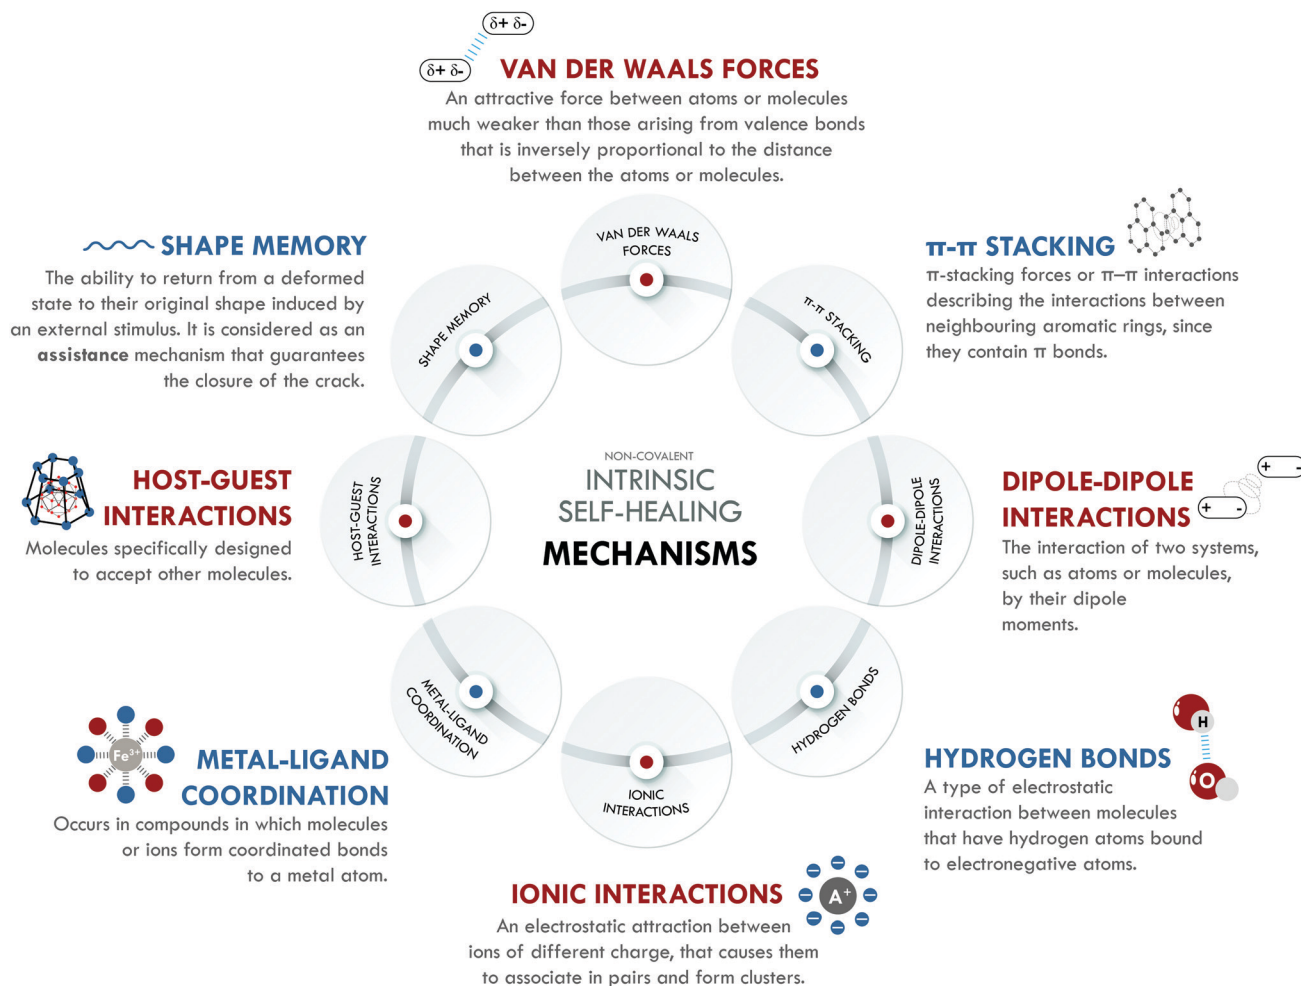 δ+ δ-
δ+ δ-
VAN DER WAALS FORCES
An attractive force between atoms or molecules
much weaker than those arising from valence bonds
that is inversely proportional to the distance
between the atoms or molecules.
SHAPE MEMORY
The ability to return from a deformed
state to their original shape induced by
an external stimulus. It is considered as an
assistance mechanism that guarantees
the closure of the crack.
π-π STACKING
π-stacking forces or π–π interactions
describing the interactions between
neighbouring aromatic rings, since
they contain π bonds.
VAN DER WAALS
FORCES
SHAPE MEMORY
π-π STACKING
HOST-GUEST
INTERACTIONS
Molecules specifically designed
to accept other molecules.
HOST-GUEST
INTERACTIONS
NON-COVALENT
INTRINSIC
SELF-HEALING
MECHANISMS
DIPOLE-DIPOLE
INTERACTIONS
DIPOLE-DIPOLE
INTERACTIONS
+ -
+ -
The interaction of two systems,
such as atoms or molecules,
by their dipole
moments.
METAL-LIGAND
COORDINATION
IONIC
INTERACTIONS
HYDROGEN BONDS
Fe³⁺
METAL-LIGAND
COORDINATION
Occurs in compounds in which molecules
or ions form coordinated bonds
to a metal atom.
H
O
HYDROGEN BONDS
A type of electrostatic
interaction between molecules
that have hydrogen atoms bound
to electronegative atoms.
IONIC INTERACTIONS
− − − − − − − −
A⁺
An electrostatic attraction between
ions of different charge, that causes them
to associate in pairs and form clusters.